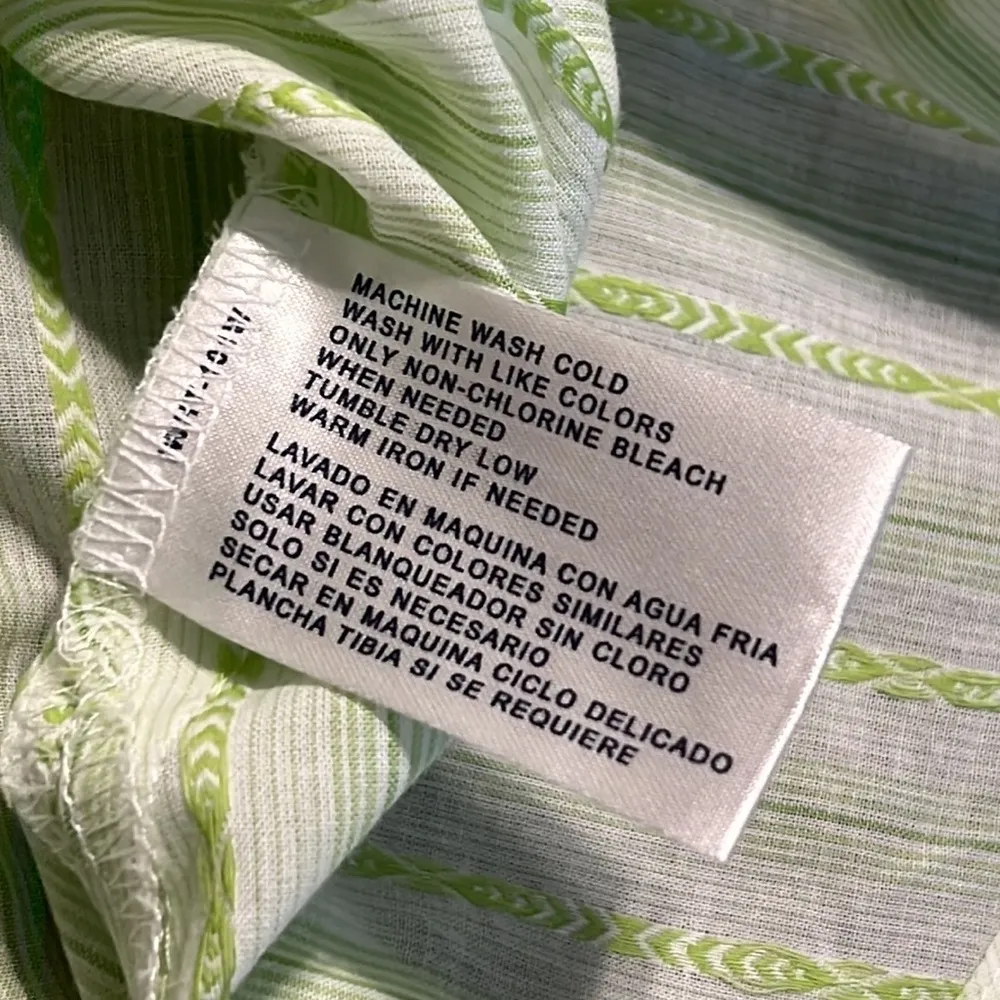 MACHINE WASH COLD
WASH WITH LIKE COLORS
ONLY NON-CHLORINE BLEACH
WHEN NEEDED
TUMBLE DRY LOW
WARM IRON IF NEEDED
LAVADO EN MAQUINA CON AGUA FRIA
LAVAR CON COLORES SIMILARES
USAR BLANQUEADOR SIN CLORO
SOLO SI ES NECESARIO
SECAR EN MAQUINA CICLO DELICADO
PLANCHA TIBIA SI SE REQUIERE